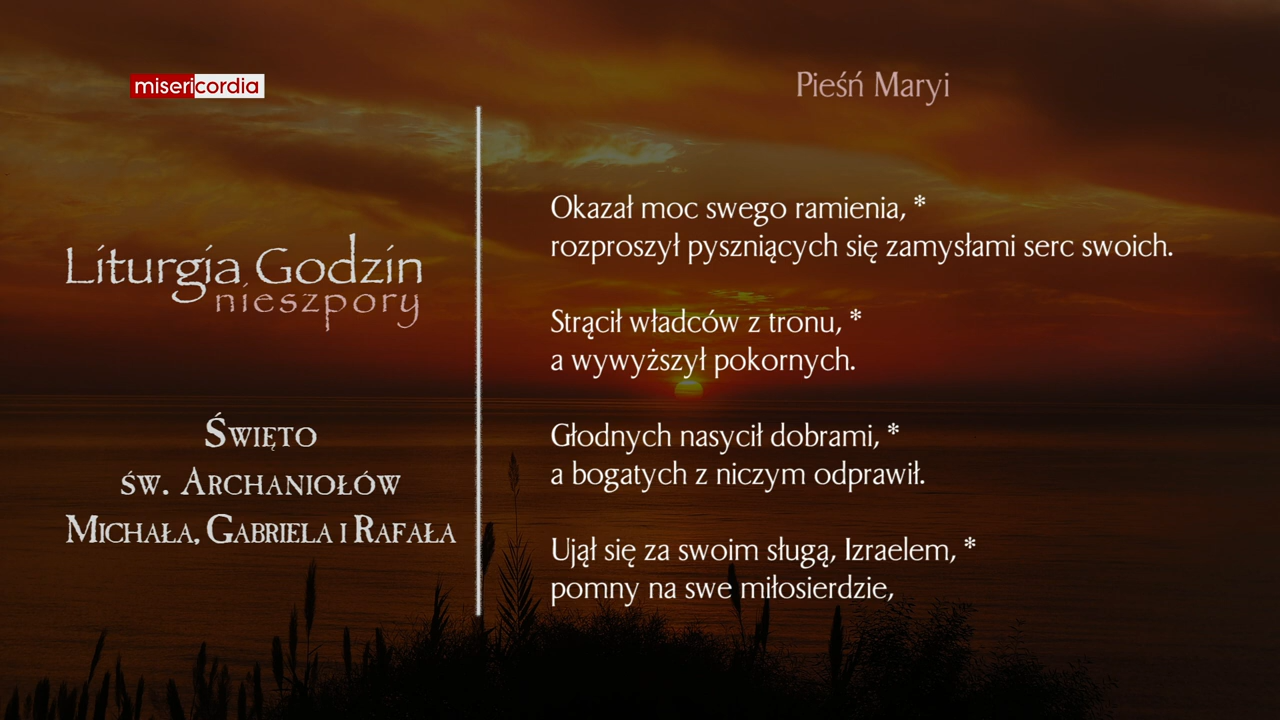 misericordia
Liturgia Godzin
nieszpory
Święto
św. Archaniołów
Michała, Gabriela i Rafała
Pieśń Maryi
Okazał moc swego ramienia, *
rozproszył pyszniących się zamysłami serc swoich.
Strącił władców z tronu, *
a wywyższył pokornych.
Głodnych nasycił dobrami, *
a bogatych z niczym odprawił.
Ujął się za swoim sługą, Izraelem, *
pomny na swe miłosierdzie,